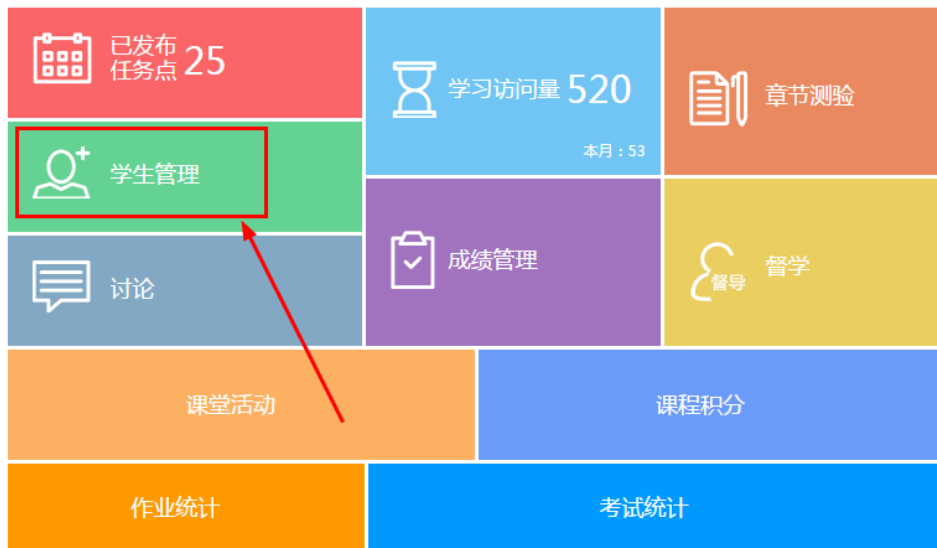 已发布
任务点 25
学习访问量 520
本月：53
章节测验
学生管理
成绩管理
督导
督学
讨论
课堂活动
课程积分
作业统计
考试统计